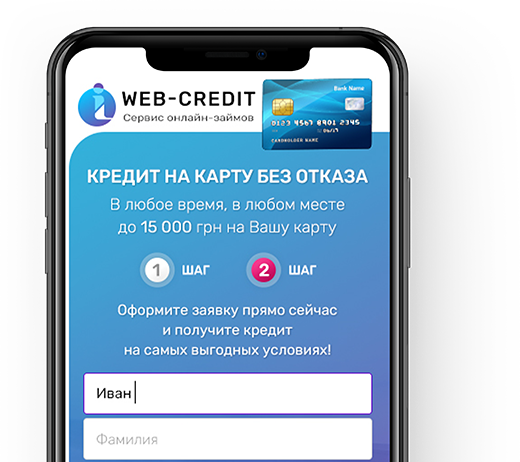 WEB-CREDIT
Сервис онлайн-займов
Bank Name
0123 4567 8901 2345
CARDHOLDER NAME
КРЕДИТ НА КАРТУ БЕЗ ОТКАЗА
В любое время, в любом месте
до 15 000 грн на Вашу карту
1 ШАГ 2 ШАГ
Оформите заявку прямо сейчас
и получите кредит
на самых выгодных условиях!
Иван
Фамилия